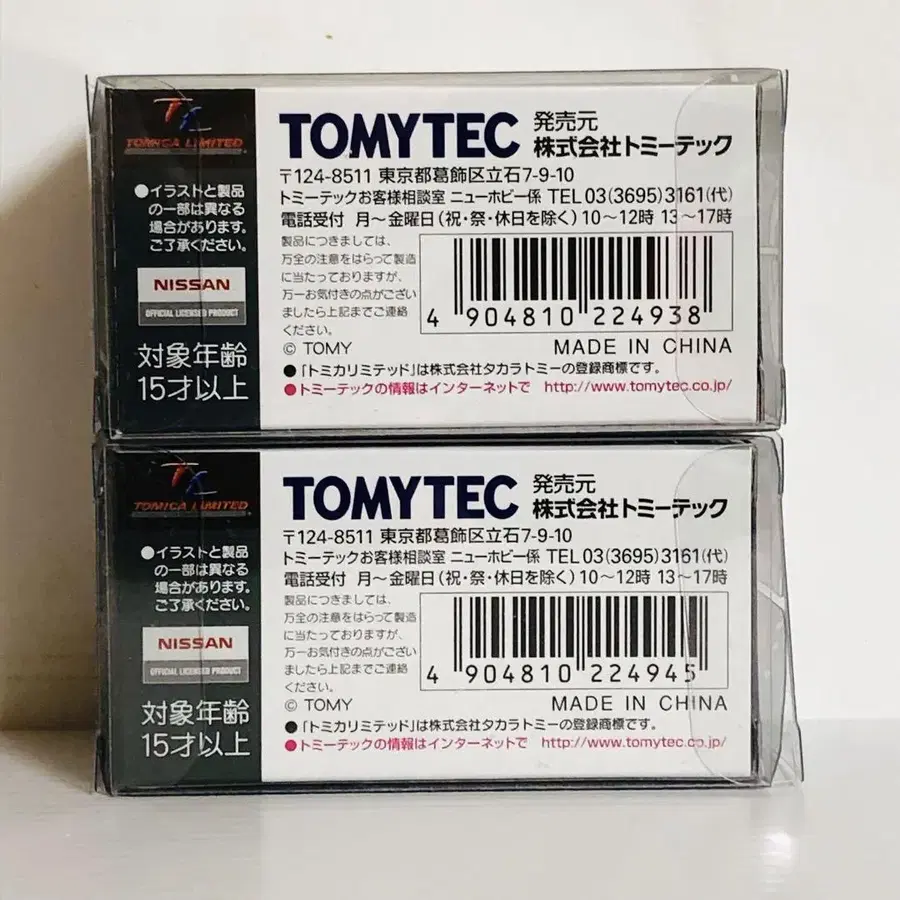 TL
TOMICA LIMITED
●イラストと製品
の一部は異なる
場合があります。
ご了承ください。
NISSAN
OFFICIAL LICENSED PRODUCT
対象年齢
15才以上
TOMYTEC
発売元
株式会社トミーテック
〒124-8511 東京都葛飾区立石7-9-10
トミーテックお客様相談室 ニューホビー係 TEL 03(3695)3161(代)
電話受付 月～金曜日(祝・祭・休日を除く)10～12時 13～17時
製品につきましては、
万全の注意をはらって製造
に当たっておりますが、
万一お気付きの点がござい
ましたら上記までご連絡
ください。
4 904810 224938
© TOMY
MADE IN CHINA
●「トミカリミテッド」は株式会社タカラトミーの登録商標です。
●トミーテックの情報はインターネットで http://www.tomytec.co.jp/
TL
TOMICA LIMITED
●イラストと製品
の一部は異なる
場合があります。
ご了承ください。
NISSAN
OFFICIAL LICENSED PRODUCT
対象年齢
15才以上
TOMYTEC
発売元
株式会社トミーテック
〒124-8511 東京都葛飾区立石7-9-10
トミーテックお客様相談室 ニューホビー係 TEL 03(3695)3161(代)
電話受付 月～金曜日(祝・祭・休日を除く)10～12時 13～17時
製品につきましては、
万全の注意をはらって製造
に当たっておりますが、
万一お気付きの点がござい
ましたら上記までご連絡
ください。
4 904810 224945
© TOMY
MADE IN CHINA
●「トミカリミテッド」は株式会社タカラトミーの登録商標です。
●トミーテックの情報はインターネットで http://www.tomytec.co.jp/